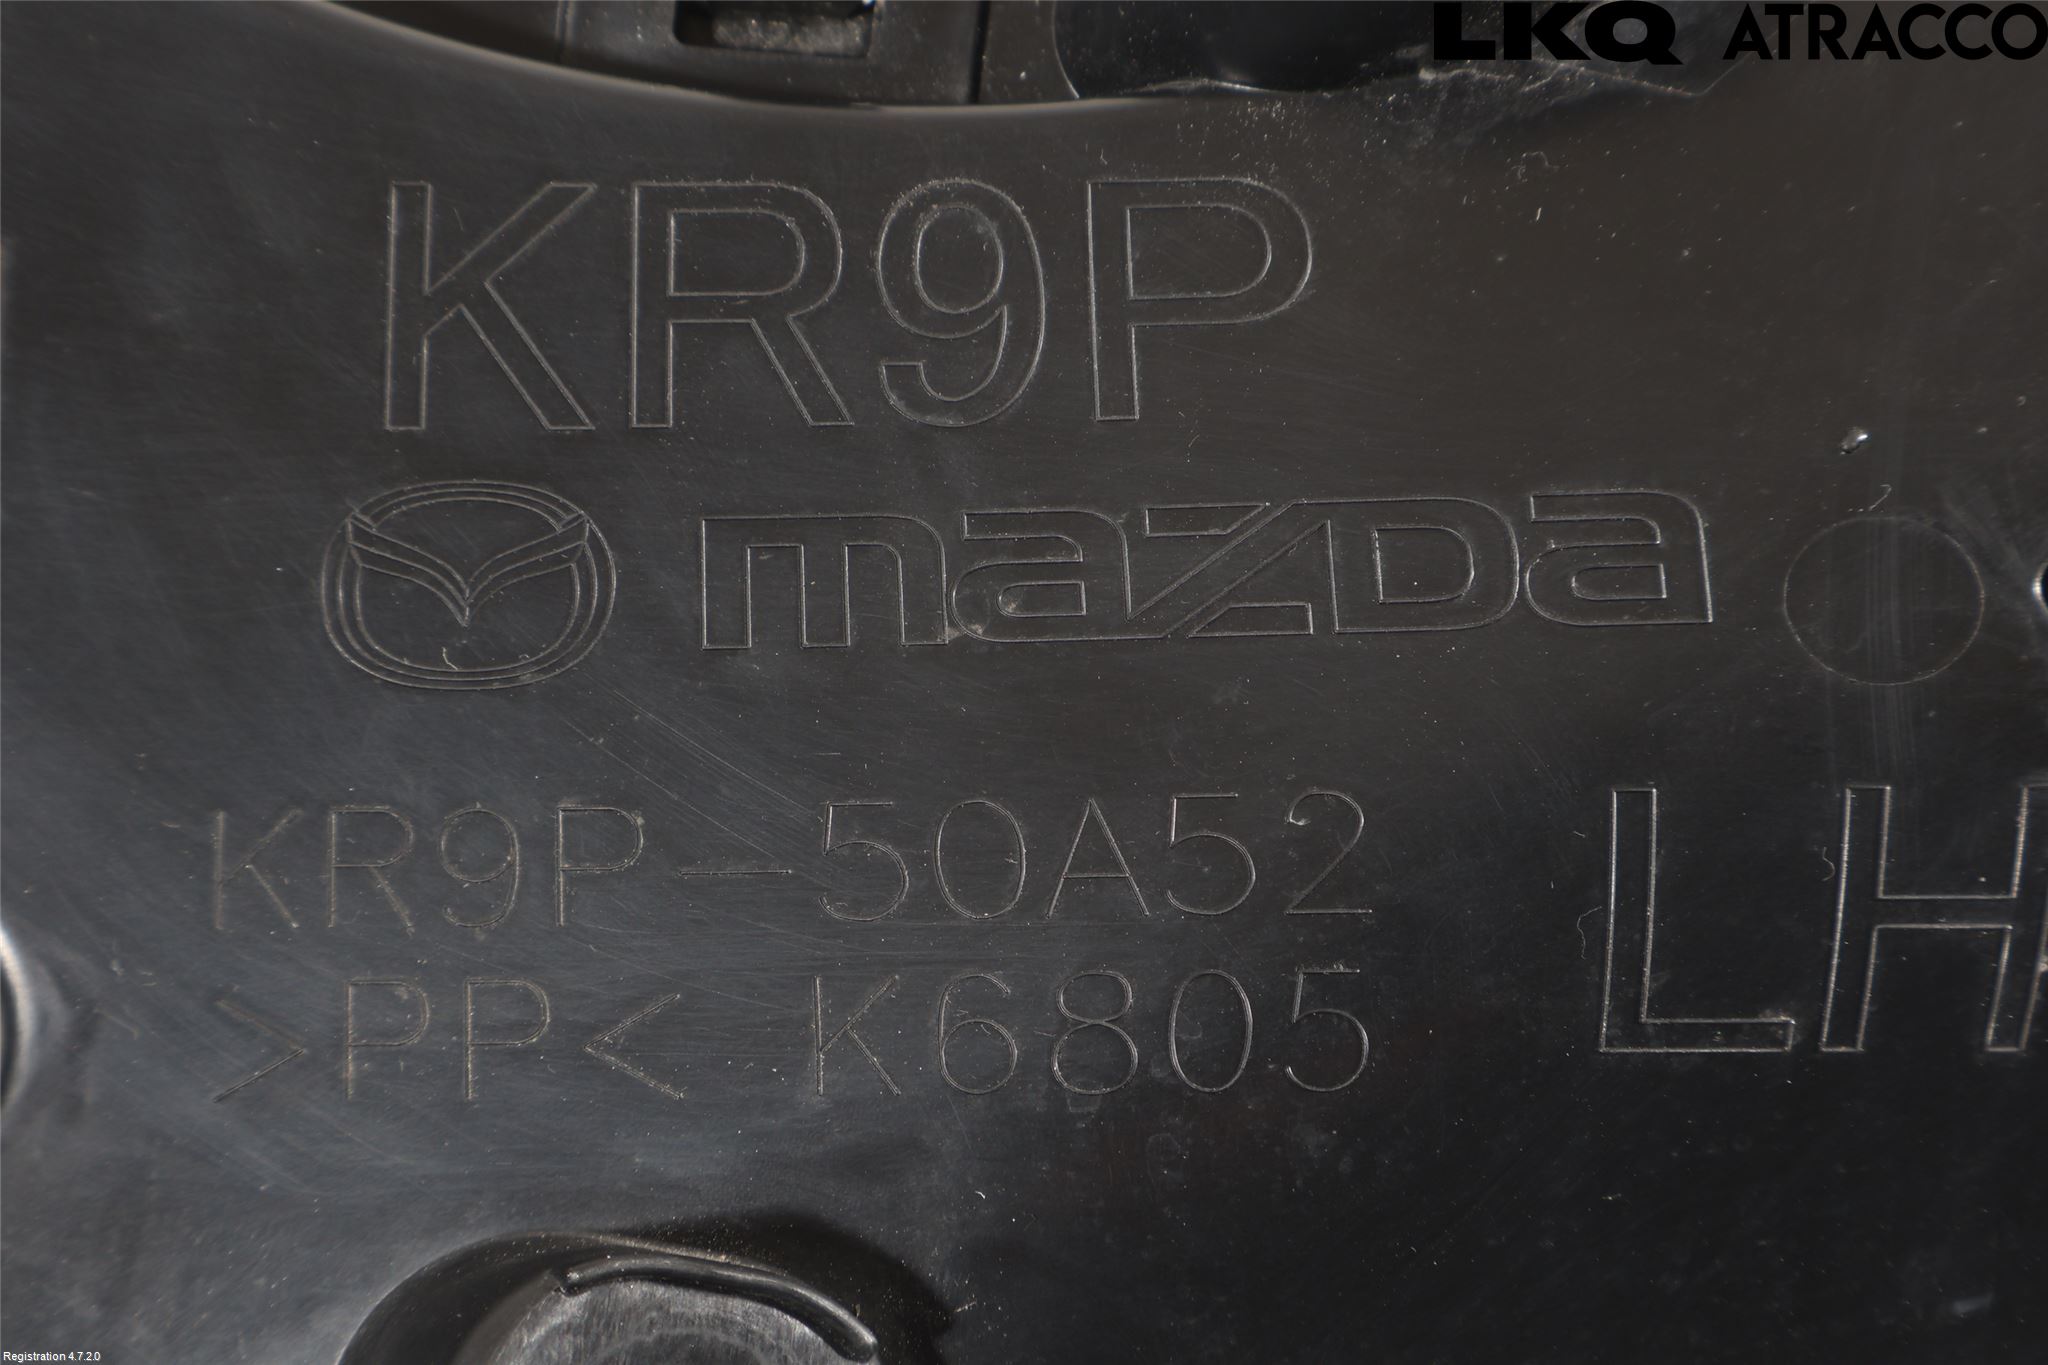 LKQ ATRACCO
KR9P
mazda
KR9P-50A52
LH
>PP< K6805
Registration 4.7.2.0